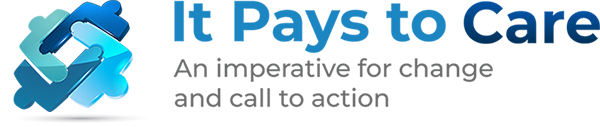 It Pays to Care
An imperative for change
and call to action